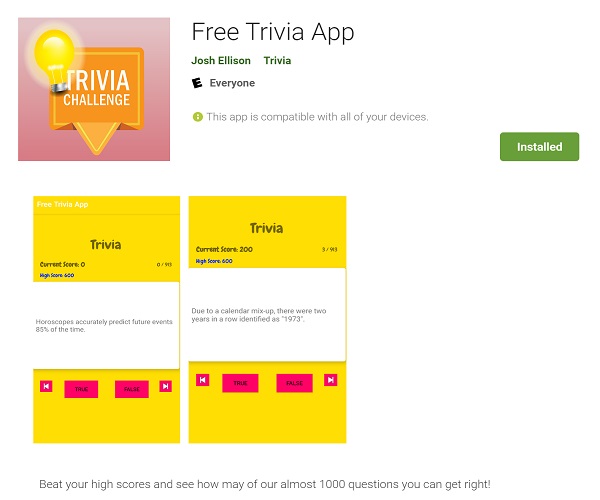 Free Trivia App
TRIVIA
CHALLENGE
Josh Ellison Trivia
E Everyone
This app is compatible with all of your devices.
Installed
Free Trivia App
Trivia
Current Score: 0 0 / 913
High Score: 600
Horoscopes accurately predict future events
85% of the time.
TRUE FALSE
Trivia
Current Score: 200 3 / 913
High Score: 600
Due to a calendar mix-up, there were two
years in a row identified as "1973".
TRUE FALSE
Beat your high scores and see how may of our almost 1000 questions you can get right!